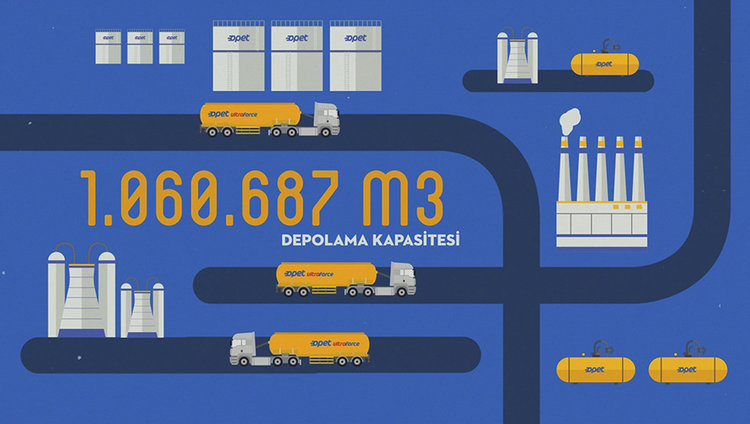 opet opet opet
opet opet opet
opet
opet ultraforce
1.060.687 M3
DEPOLAMA KAPASİTESİ
opet ultraforce
opet ultraforce
opet opet